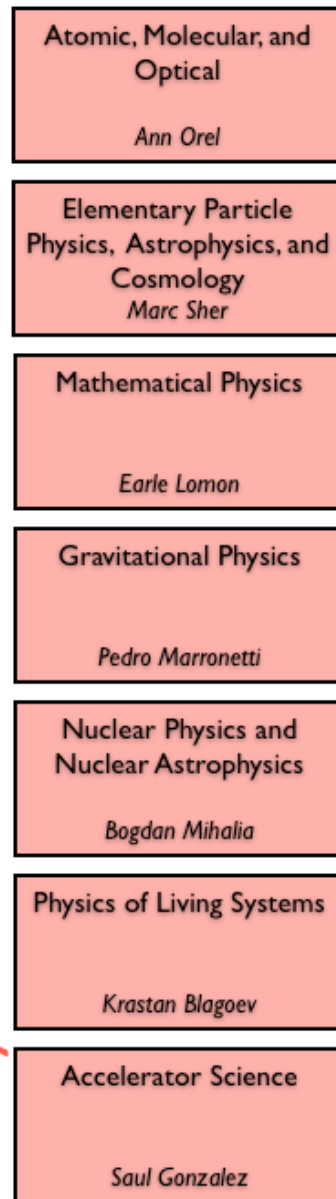 Atomic, Molecular, and
Optical
Ann Orel
Elementary Particle
Physics, Astrophysics, and
Cosmology
Marc Sher
Mathematical Physics
Earle Lomon
Gravitational Physics
Pedro Marronetti
Nuclear Physics and
Nuclear Astrophysics
Bogdan Mihalia
Physics of Living Systems
Krastan Blagoev
Accelerator Science
Saul Gonzalez